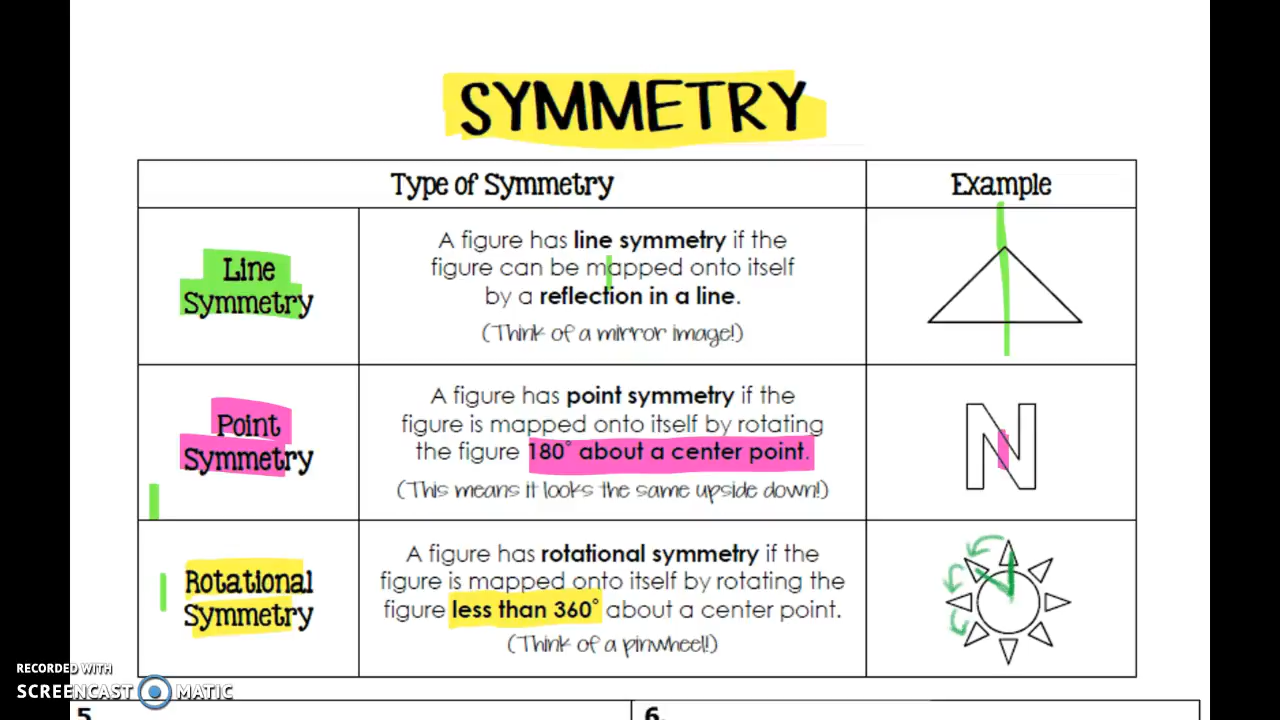 SYMMETRY
Type of Symmetry
Example
Line
Symmetry
A figure has line symmetry if the
figure can be mapped onto itself
by a reflection in a line.
(Think of a mirror image!)
Point
Symmetry
A figure has point symmetry if the
figure is mapped onto itself by rotating
the figure 180° about a center point.
(This means it looks the same upside down!)
N
Rotational
Symmetry
A figure has rotational symmetry if the
figure is mapped onto itself by rotating the
figure less than 360° about a center point.
(Think of a pinwheel!)
RECORDED WITH
SCREENCAST MATIC
5.
6.